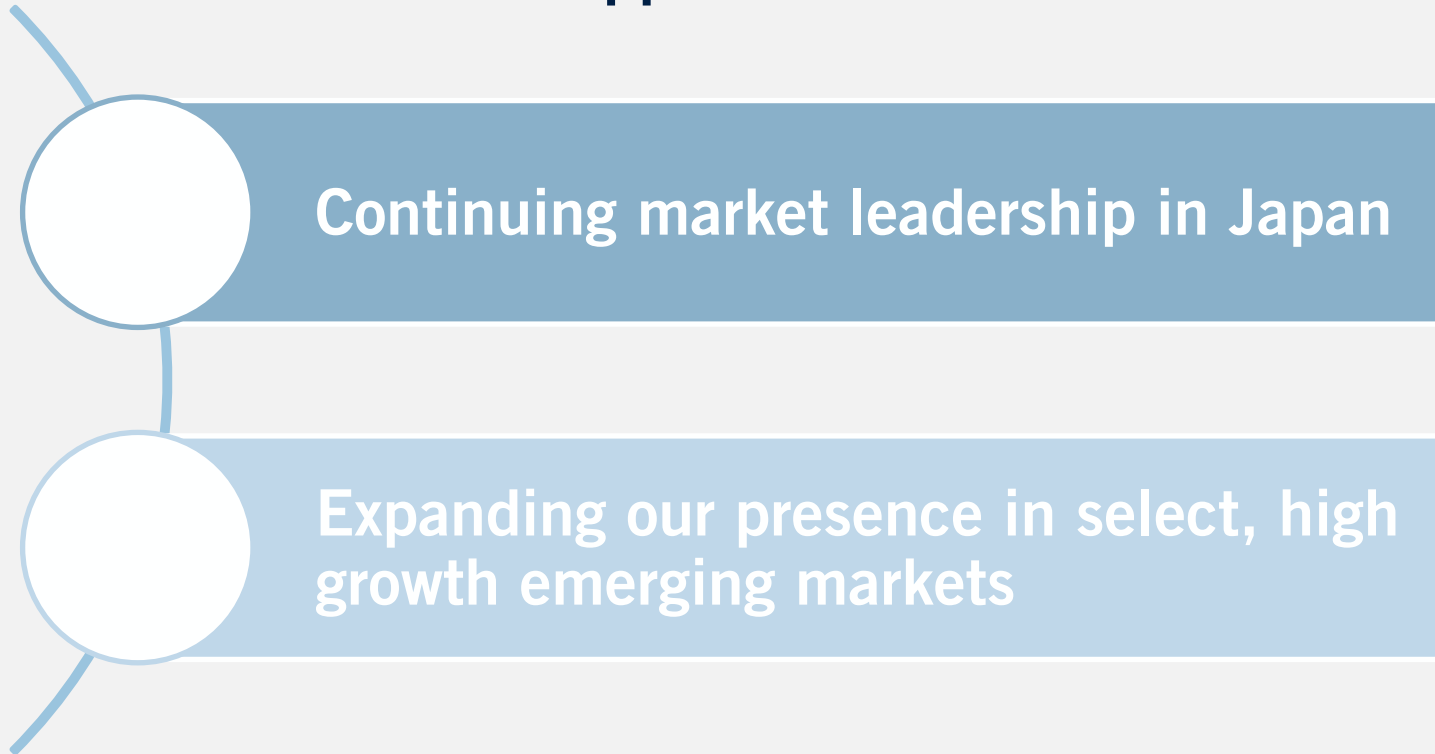 Continuing market leadership in Japan
Expanding our presence in select, high
growth emerging markets